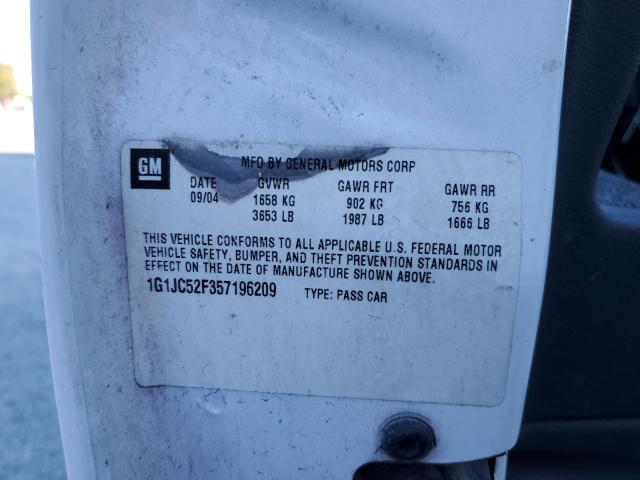 GM
MFD BY GENERAL MOTORS CORP
DATE GVWR GAWR FRT GAWR RR
09/04 1658 KG 902 KG 756 KG
3653 LB 1987 LB 1666 LB
THIS VEHICLE CONFORMS TO ALL APPLICABLE U.S. FEDERAL MOTOR
VEHICLE SAFETY, BUMPER, AND THEFT PREVENTION STANDARDS IN
EFFECT ON THE DATE OF MANUFACTURE SHOWN ABOVE.
1G1JC52F357196209 TYPE: PASS CAR